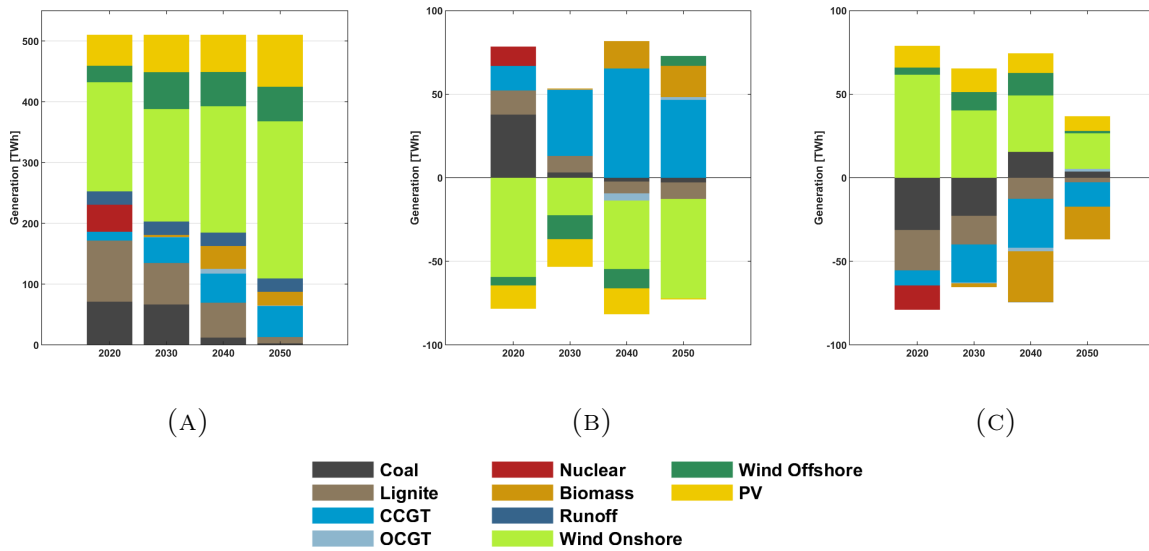 Generation [TWh]
500
400
300
200
100
0
2020 2030 2040 2050
(A)
Generation [TWh]
100
50
0
-50
-100
2020 2030 2040 2050
(B)
Generation [TWh]
100
50
0
-50
-100
2020 2030 2040 2050
(C)
Coal
Lignite
CCGT
OCGT
Nuclear
Biomass
Runoff
Wind Onshore
Wind Offshore
PV